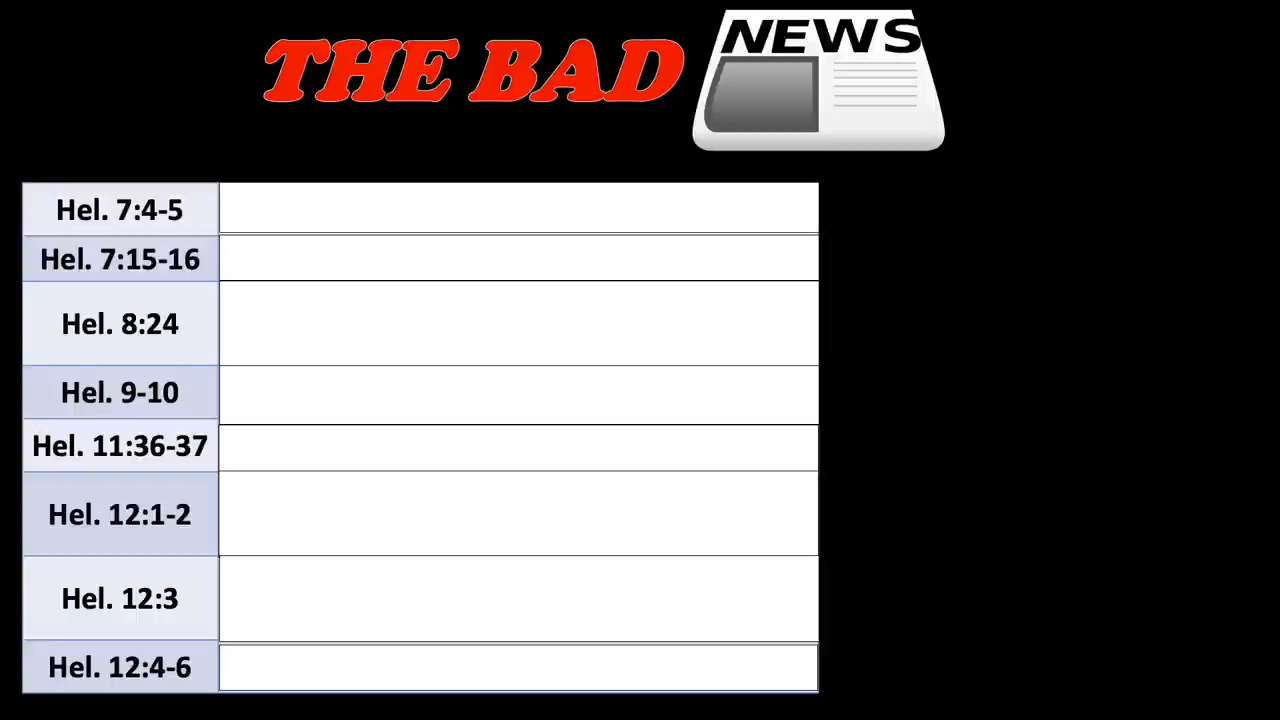 THE BAD NEWS
Hel. 7:4-5
Hel. 7:15-16
Hel. 8:24
Hel. 9-10
Hel. 11:36-37
Hel. 12:1-2
Hel. 12:3
Hel. 12:4-6